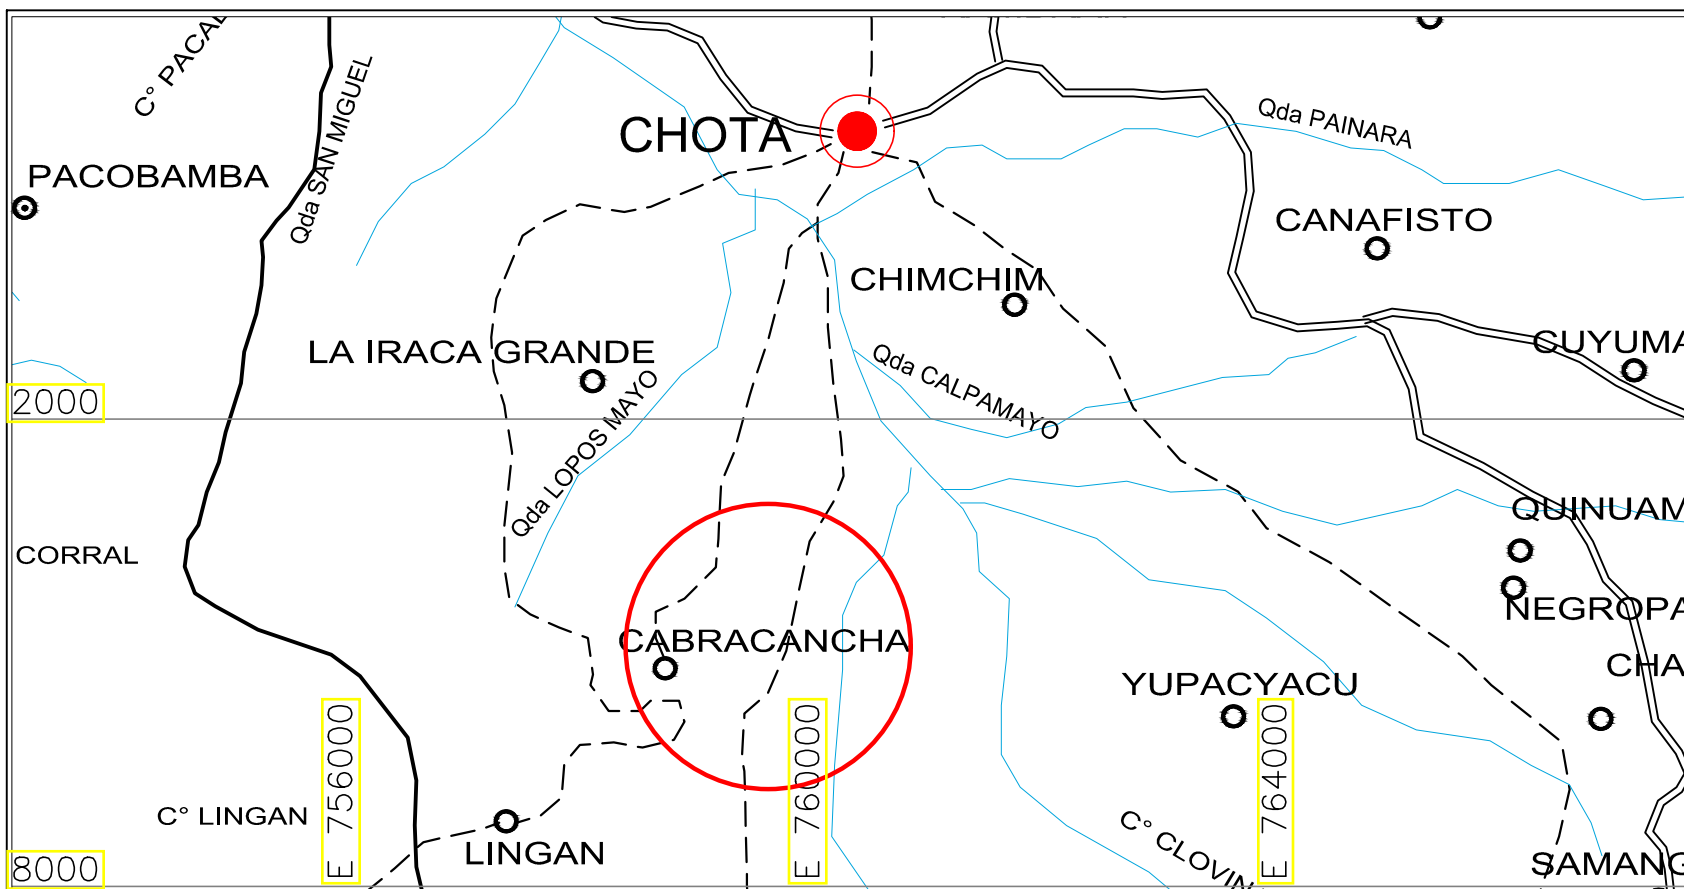 C° PACAL
Qda SAN MIGUEL
CHOTA
Qda PAINARA
PACOBAMBA
CANAFISTO
CHIMCHIM
LA IRACA GRANDE
CUYUMA
Qda CALPAMAYO
2000
Qda LOPOS MAYO
QUINUAM
CORRAL
NEGROPA
CABRACANCHA
CHA
YUPACYACU
E 756000
E 760000
E 764000
C° LINGAN
LINGAN
C° CLOVIN
SAMANG
8000